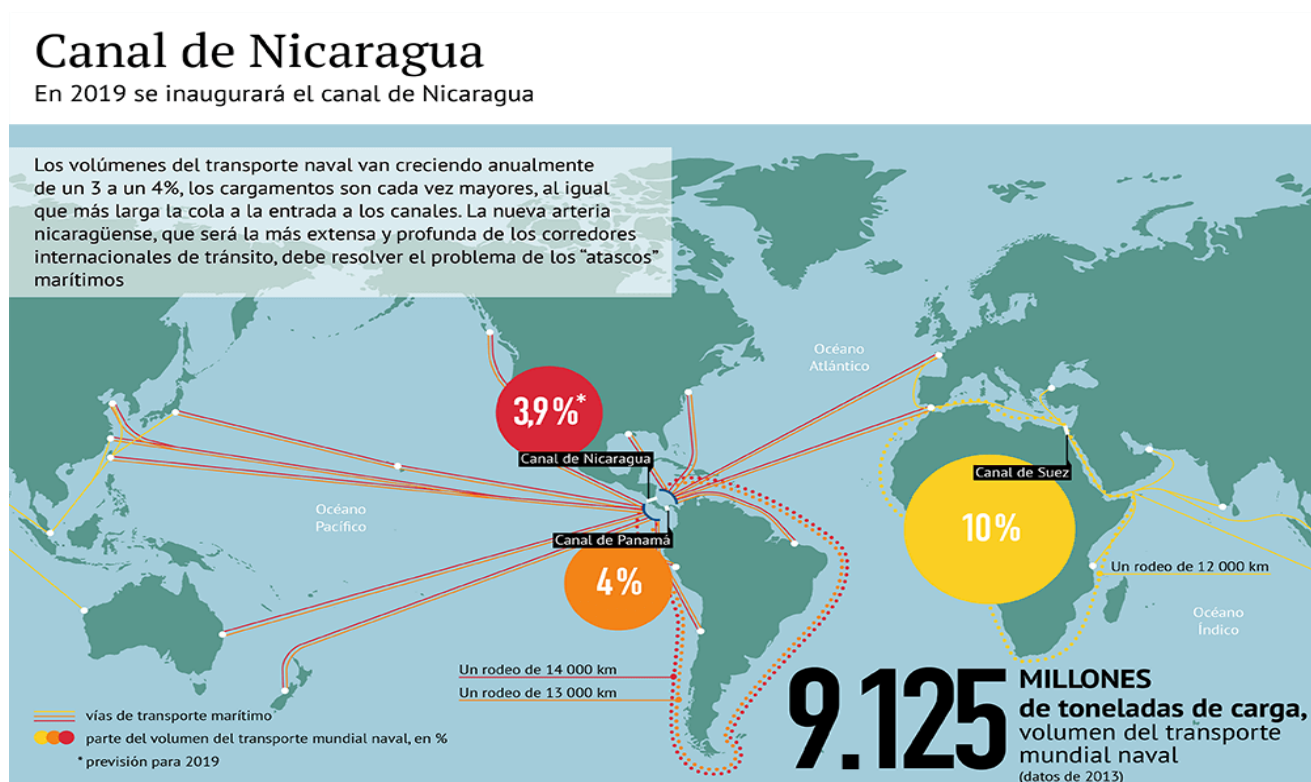 Canal de Nicaragua
En 2019 se inaugurará el canal de Nicaragua
Los volúmenes del transporte naval van creciendo anualmente
de un 3 a un 4%, los cargamentos son cada vez mayores, al igual
que más larga la cola a la entrada a los canales. La nueva arteria
nicaragüense, que será la más extensa y profunda de los corredores
internacionales de tránsito, debe resolver el problema de los “atascos”
marítimos
Océano
Atlántico
3,9%*
Canal de Nicaragua
Canal de Suez
Océano
Pacífico
10%
Canal de Panamá
4%
Un rodeo de 12 000 km
Océano
Índico
Un rodeo de 14 000 km
Un rodeo de 13 000 km
9.125
MILLONES
de toneladas de carga,
volumen del transporte
mundial naval
(datos de 2013)
vías de transporte marítimo
parte del volumen del transporte mundial naval, en %
* previsión para 2019